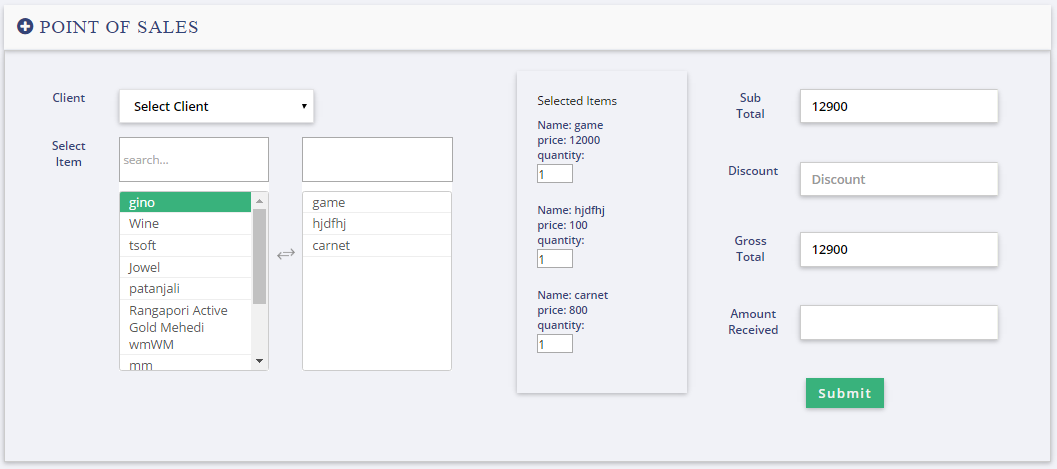 POINT OF SALES
Client
Select Client
Select
Item
search...
gino
Wine
tsoft
Jowel
patanjali
Rangapori Active
Gold Mehedi
wmWM
mm
game
hjdfhj
carnet
Selected Items
Name: game
price: 12000
quantity:
1
Name: hjdfhj
price: 100
quantity:
1
Name: carnet
price: 800
quantity:
1
Sub
Total
12900
Discount
Discount
Gross
Total
12900
Amount
Received
Submit